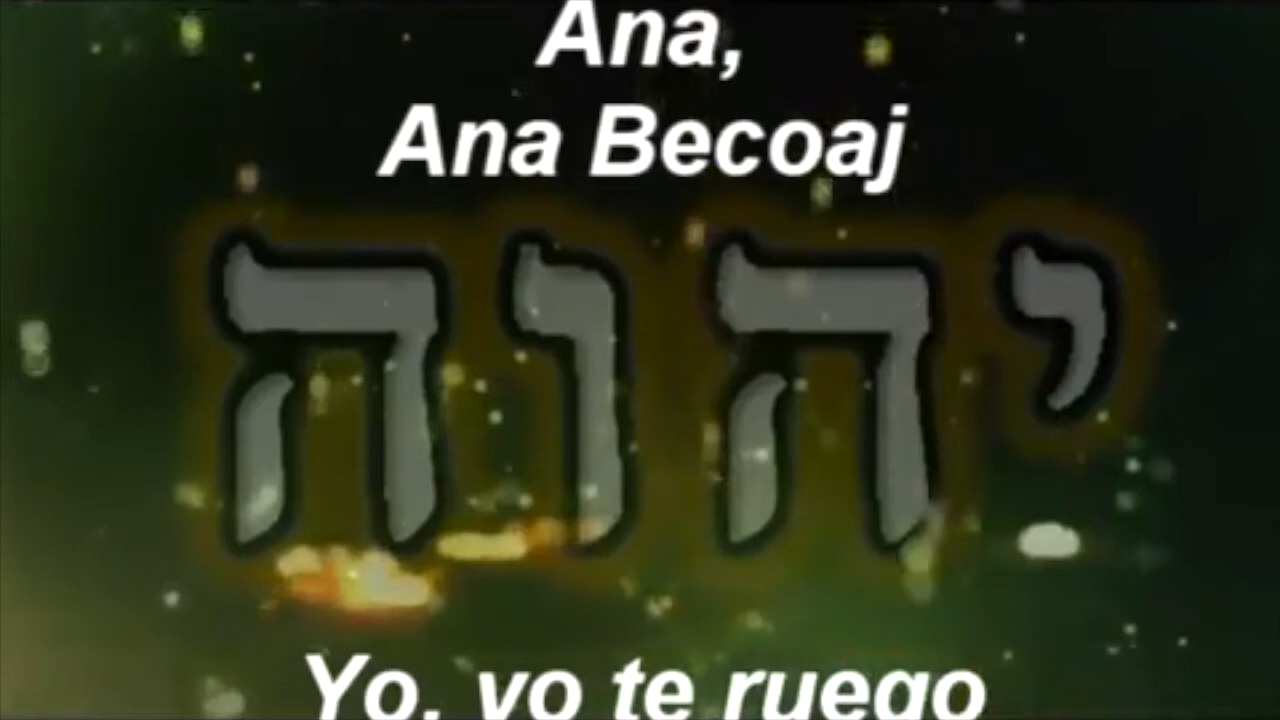 Ana,
Ana Becoaj
יהוה
Yo, yo te ruego